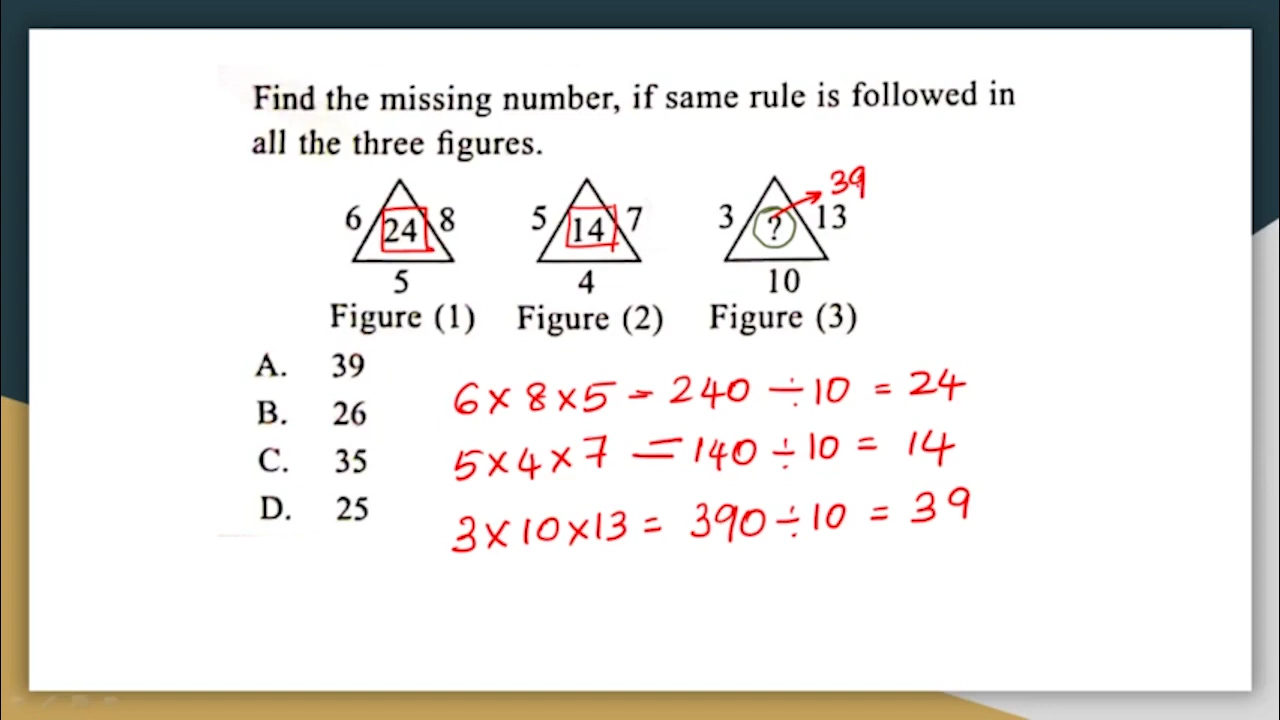 Find the missing number, if same rule is followed in
all the three figures.
39
6 24 8 5 14 7 3 ? 13
5 4 10
Figure (1) Figure (2) Figure (3)
A. 39
B. 26
C. 35
D. 25
6 × 8 × 5 - 240 ÷ 10 = 24
5 × 4 × 7 = 140 ÷ 10 = 14
3 × 10 × 13 = 390 ÷ 10 = 39